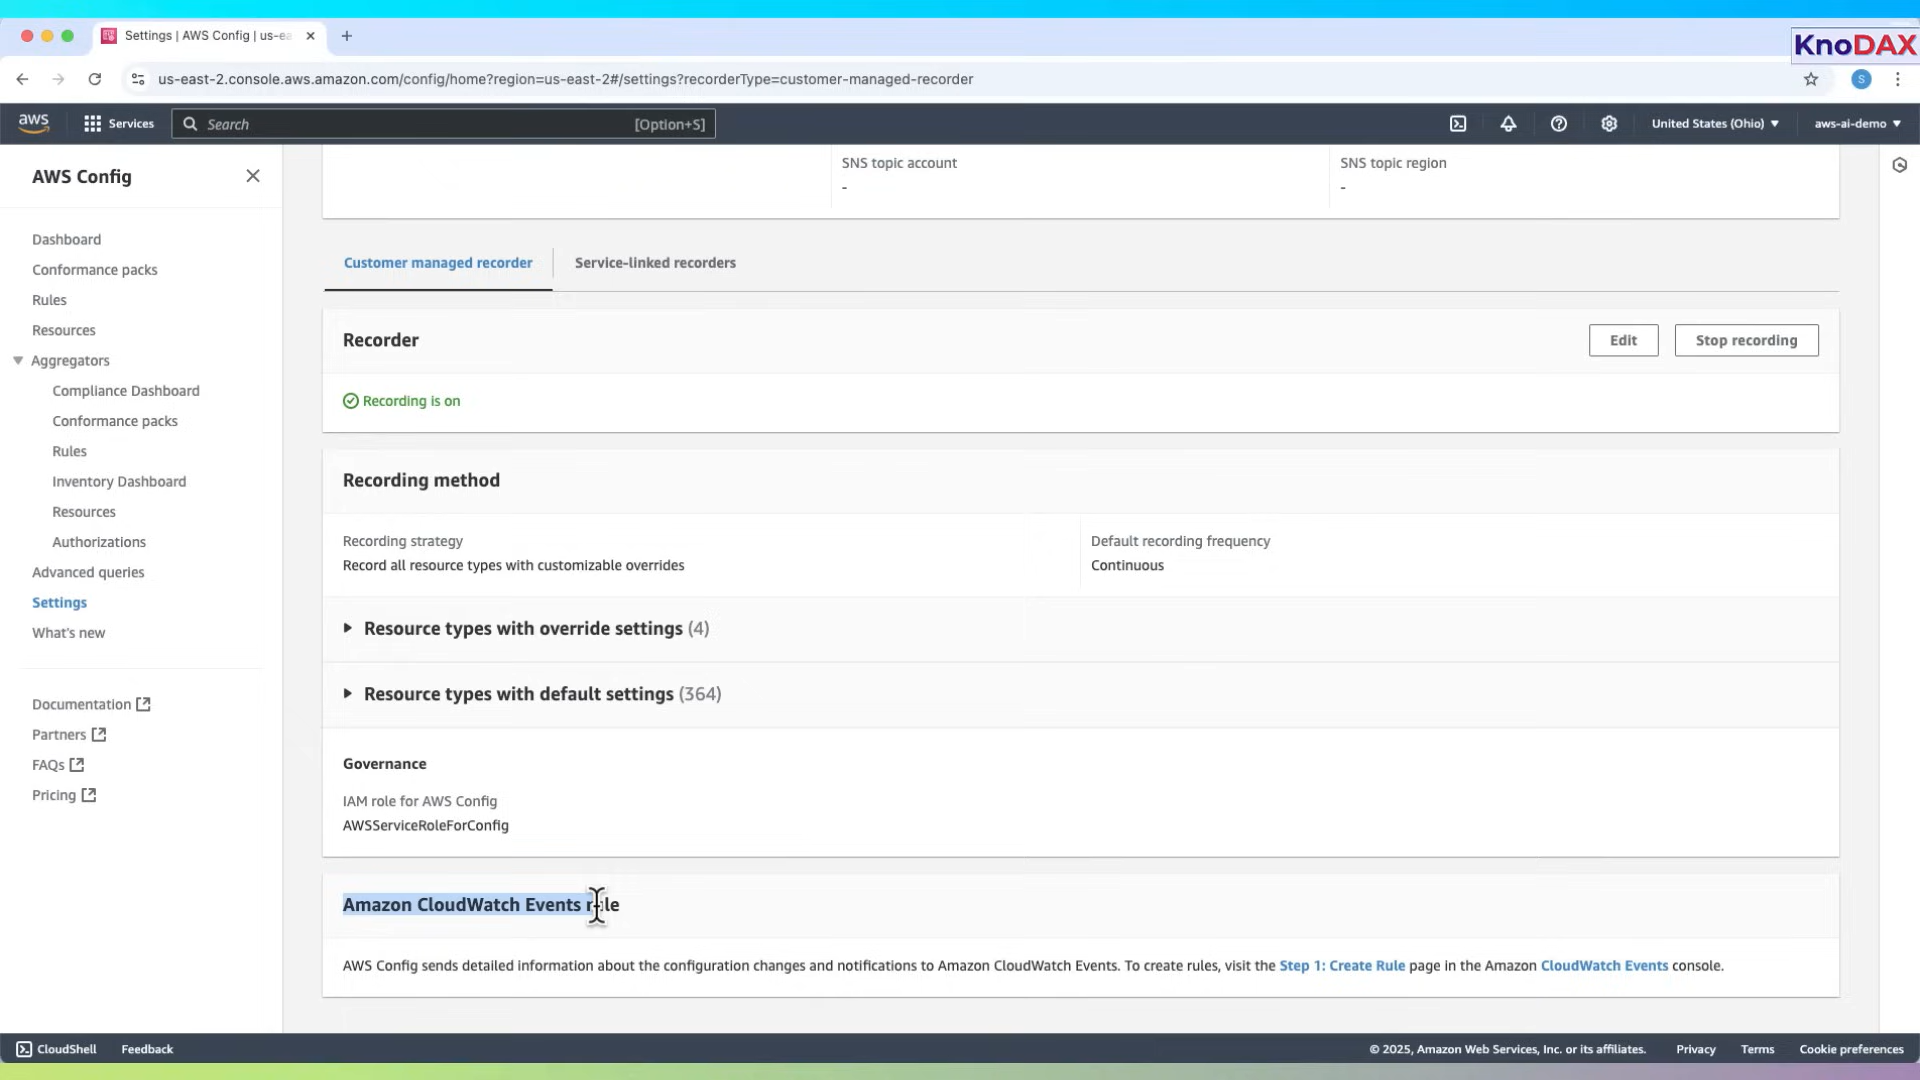 Settings | AWS Config | us-ea
KnoDAX
us-east-2.console.aws.amazon.com/config/home?region=us-east-2#/settings?recorderType=customer-managed-recorder
S
aws
Services
Search
[Option+S]
United States (Ohio)
aws-ai-demo
AWS Config
Dashboard
Conformance packs
Rules
Resources
Aggregators
Compliance Dashboard
Conformance packs
Rules
Inventory Dashboard
Resources
Authorizations
Advanced queries
Settings
What's new
Documentation
Partners
FAQs
Pricing
SNS topic account
-
SNS topic region
-
Customer managed recorder
Service-linked recorders
Recorder
Edit
Stop recording
Recording is on
Recording method
Recording strategy
Record all resource types with customizable overrides
Default recording frequency
Continuous
Resource types with override settings (4)
Resource types with default settings (364)
Governance
IAM role for AWS Config
AWSServiceRoleForConfig
Amazon CloudWatch Events rule
AWS Config sends detailed information about the configuration changes and notifications to Amazon CloudWatch Events. To create rules, visit the Step 1: Create Rule page in the Amazon CloudWatch Events console.
CloudShell
Feedback
© 2025, Amazon Web Services, Inc. or its affiliates.
Privacy
Terms
Cookie preferences